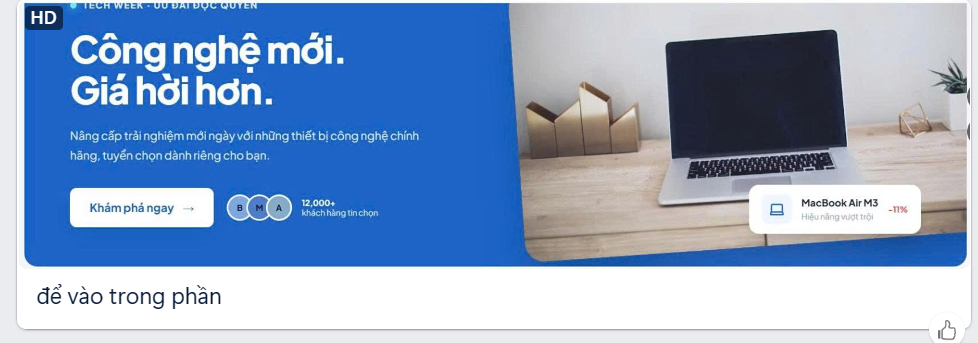 HD
TECH WEEK · ƯU ĐÃI ĐỘC QUYỀN
Công nghệ mới.
Giá hời hơn.
Nâng cấp trải nghiệm mới ngày với những thiết bị công nghệ chính
hãng, tuyển chọn dành riêng cho bạn.
Khám phá ngay →
B M A
12,000+
khách hàng tin chọn
MacBook Air M3
Hiệu năng vượt trội
-11%
để vào trong phần